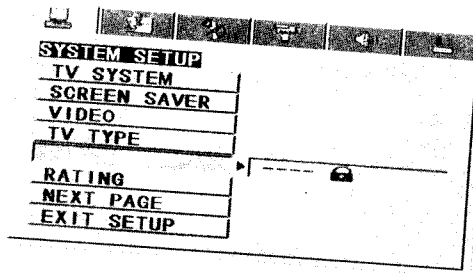 SYSTEM SETUP
TV SYSTEM
SCREEN SAVER
VIDEO
TV TYPE
RATING
NEXT PAGE
EXIT SETUP